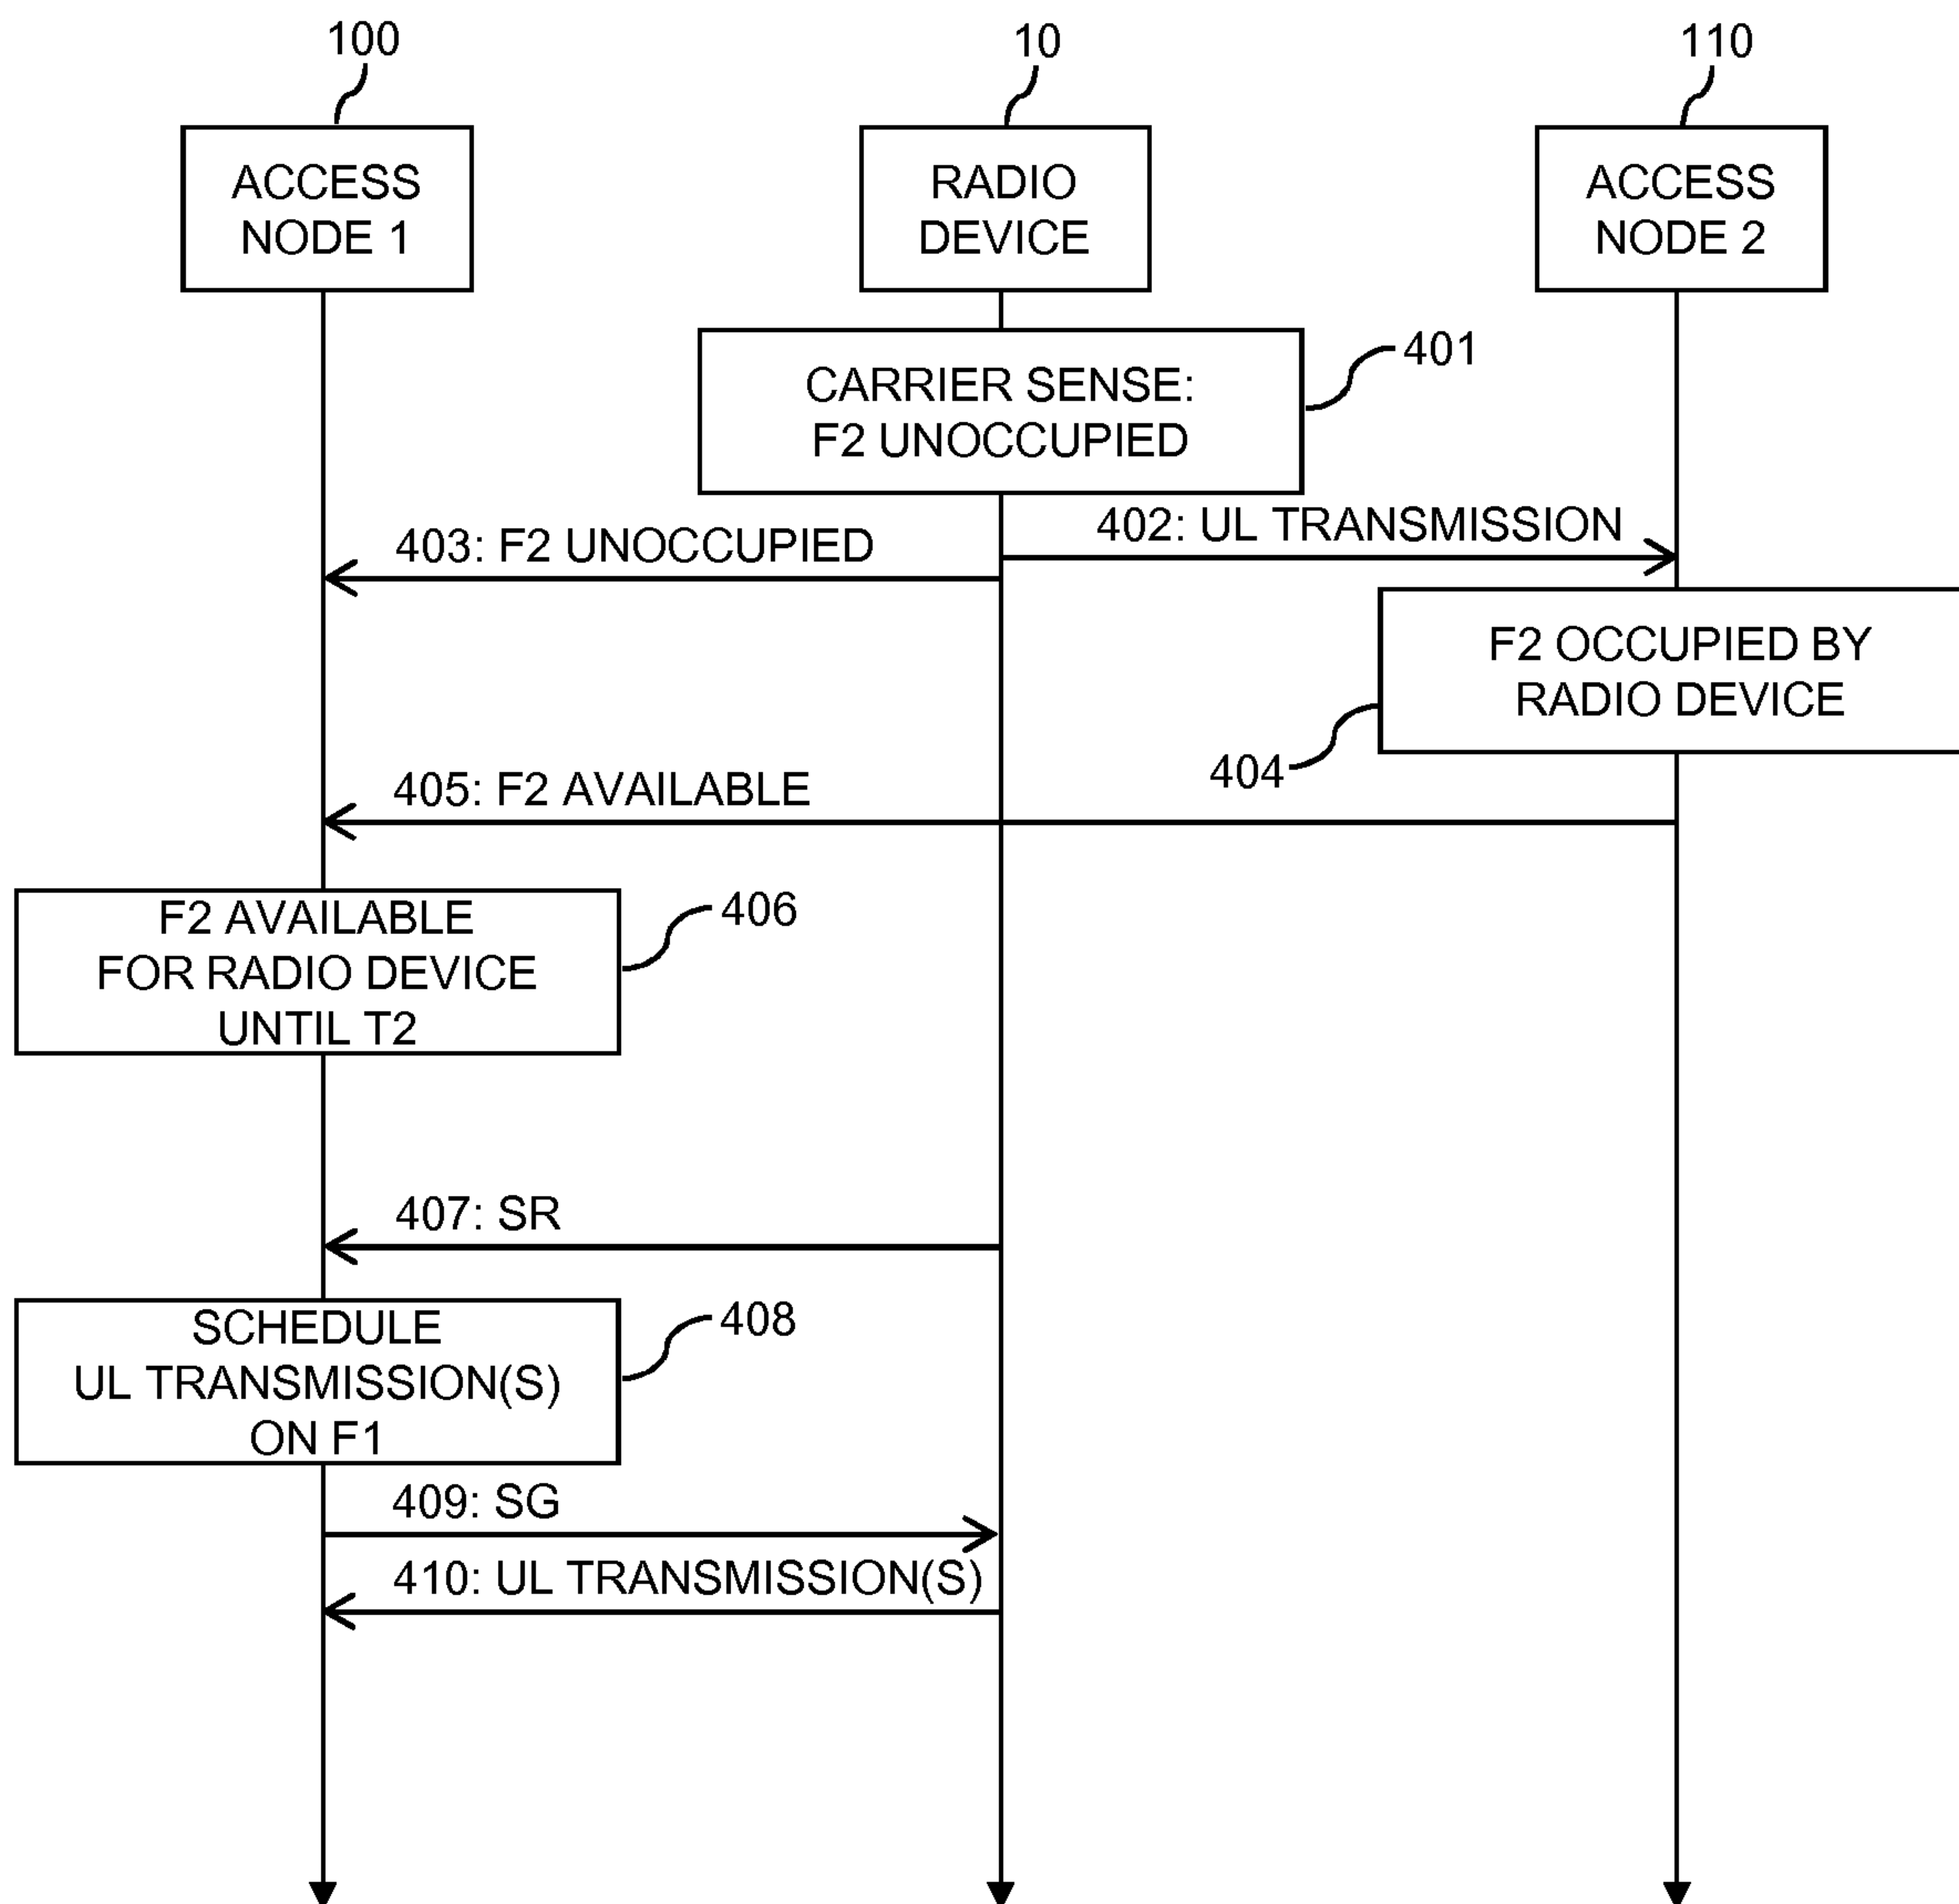 100
10
110
ACCESS
NODE 1
RADIO
DEVICE
ACCESS
NODE 2
CARRIER SENSE:
F2 UNOCCUPIED
401
403: F2 UNOCCUPIED
402: UL TRANSMISSION
F2 OCCUPIED BY
RADIO DEVICE
404
405: F2 AVAILABLE
F2 AVAILABLE
FOR RADIO DEVICE
UNTIL T2
406
407: SR
SCHEDULE
UL TRANSMISSION(S)
ON F1
408
409: SG
410: UL TRANSMISSION(S)